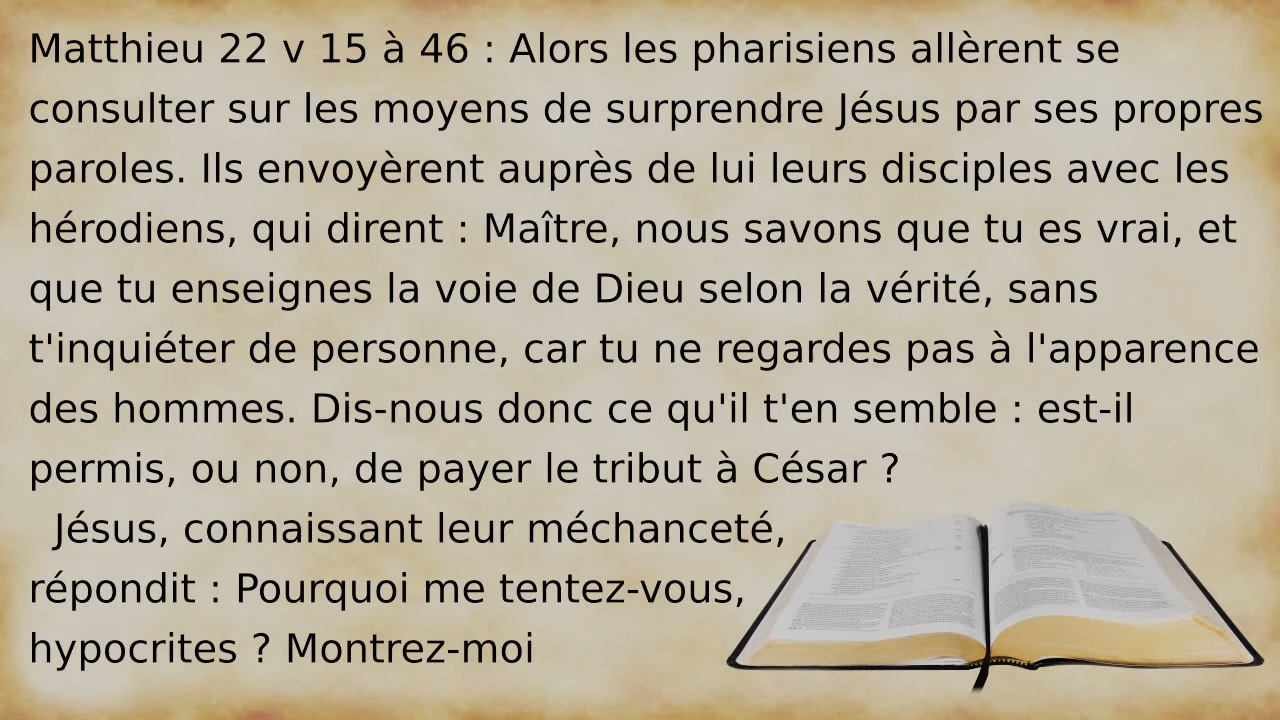 Matthieu 22 v 15 à 46 : Alors les pharisiens allèrent se
consulter sur les moyens de surprendre Jésus par ses propres
paroles. Ils envoyèrent auprès de lui leurs disciples avec les
hérodiens, qui dirent : Maître, nous savons que tu es vrai, et
que tu enseignes la voie de Dieu selon la vérité, sans
t'inquiéter de personne, car tu ne regardes pas à l'apparence
des hommes. Dis-nous donc ce qu'il t'en semble : est-il
permis, ou non, de payer le tribut à César ?
Jésus, connaissant leur méchanceté,
répondit : Pourquoi me tentez-vous,
hypocrites ? Montrez-moi